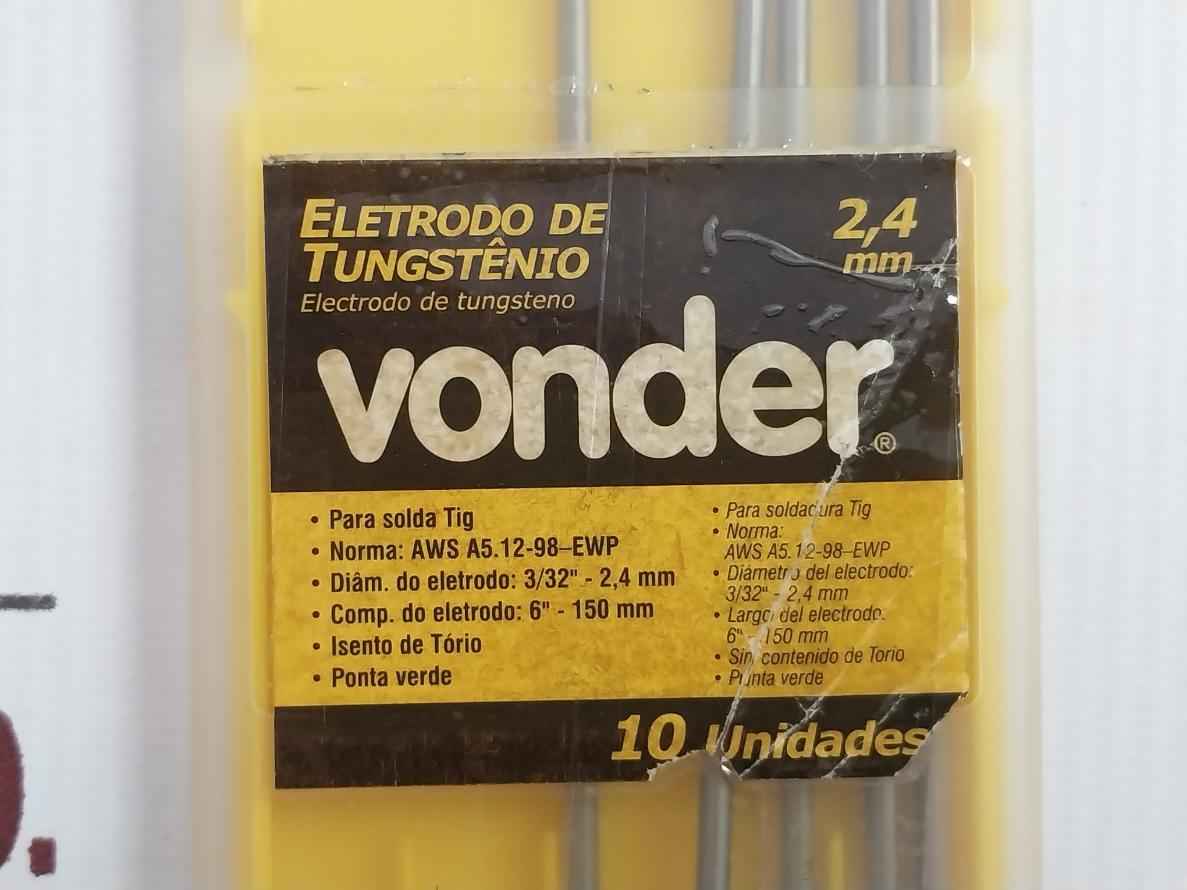 ELETRODO DE
TUNGSTÊNIO
Electrodo de tungsteno
2,4
mm
vonder®
• Para solda Tig
• Norma: AWS A5.12-98–EWP
• Diâm. do eletrodo: 3/32" - 2,4 mm
• Comp. do eletrodo: 6" - 150 mm
• Isento de Tório
• Ponta verde
• Para soldadura Tig
• Norma:
AWS A5.12-98–EWP
• Diámetro del electrodo:
3/32" - 2,4 mm
• Largo del electrodo:
6" - 150 mm
• Sin contenido de Torio
• Punta verde
10 Unidades